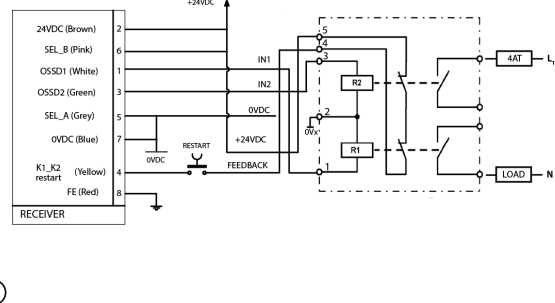 +24VDC
24VDC (Brown) 2
SEL_B (Pink) 6
OSSD1 (White) 1
OSSD2 (Green) 3
SEL_A (Grey) 5
0VDC (Blue) 7
K1_K2
restart (Yellow) 4
FE (Red) 8
RECEIVER
0VDC
RESTART
IN1
IN2
0VDC
+24VDC
FEEDBACK
5
4
3
2
0Vx
1
R2
R1
4AT
L
LOAD
N